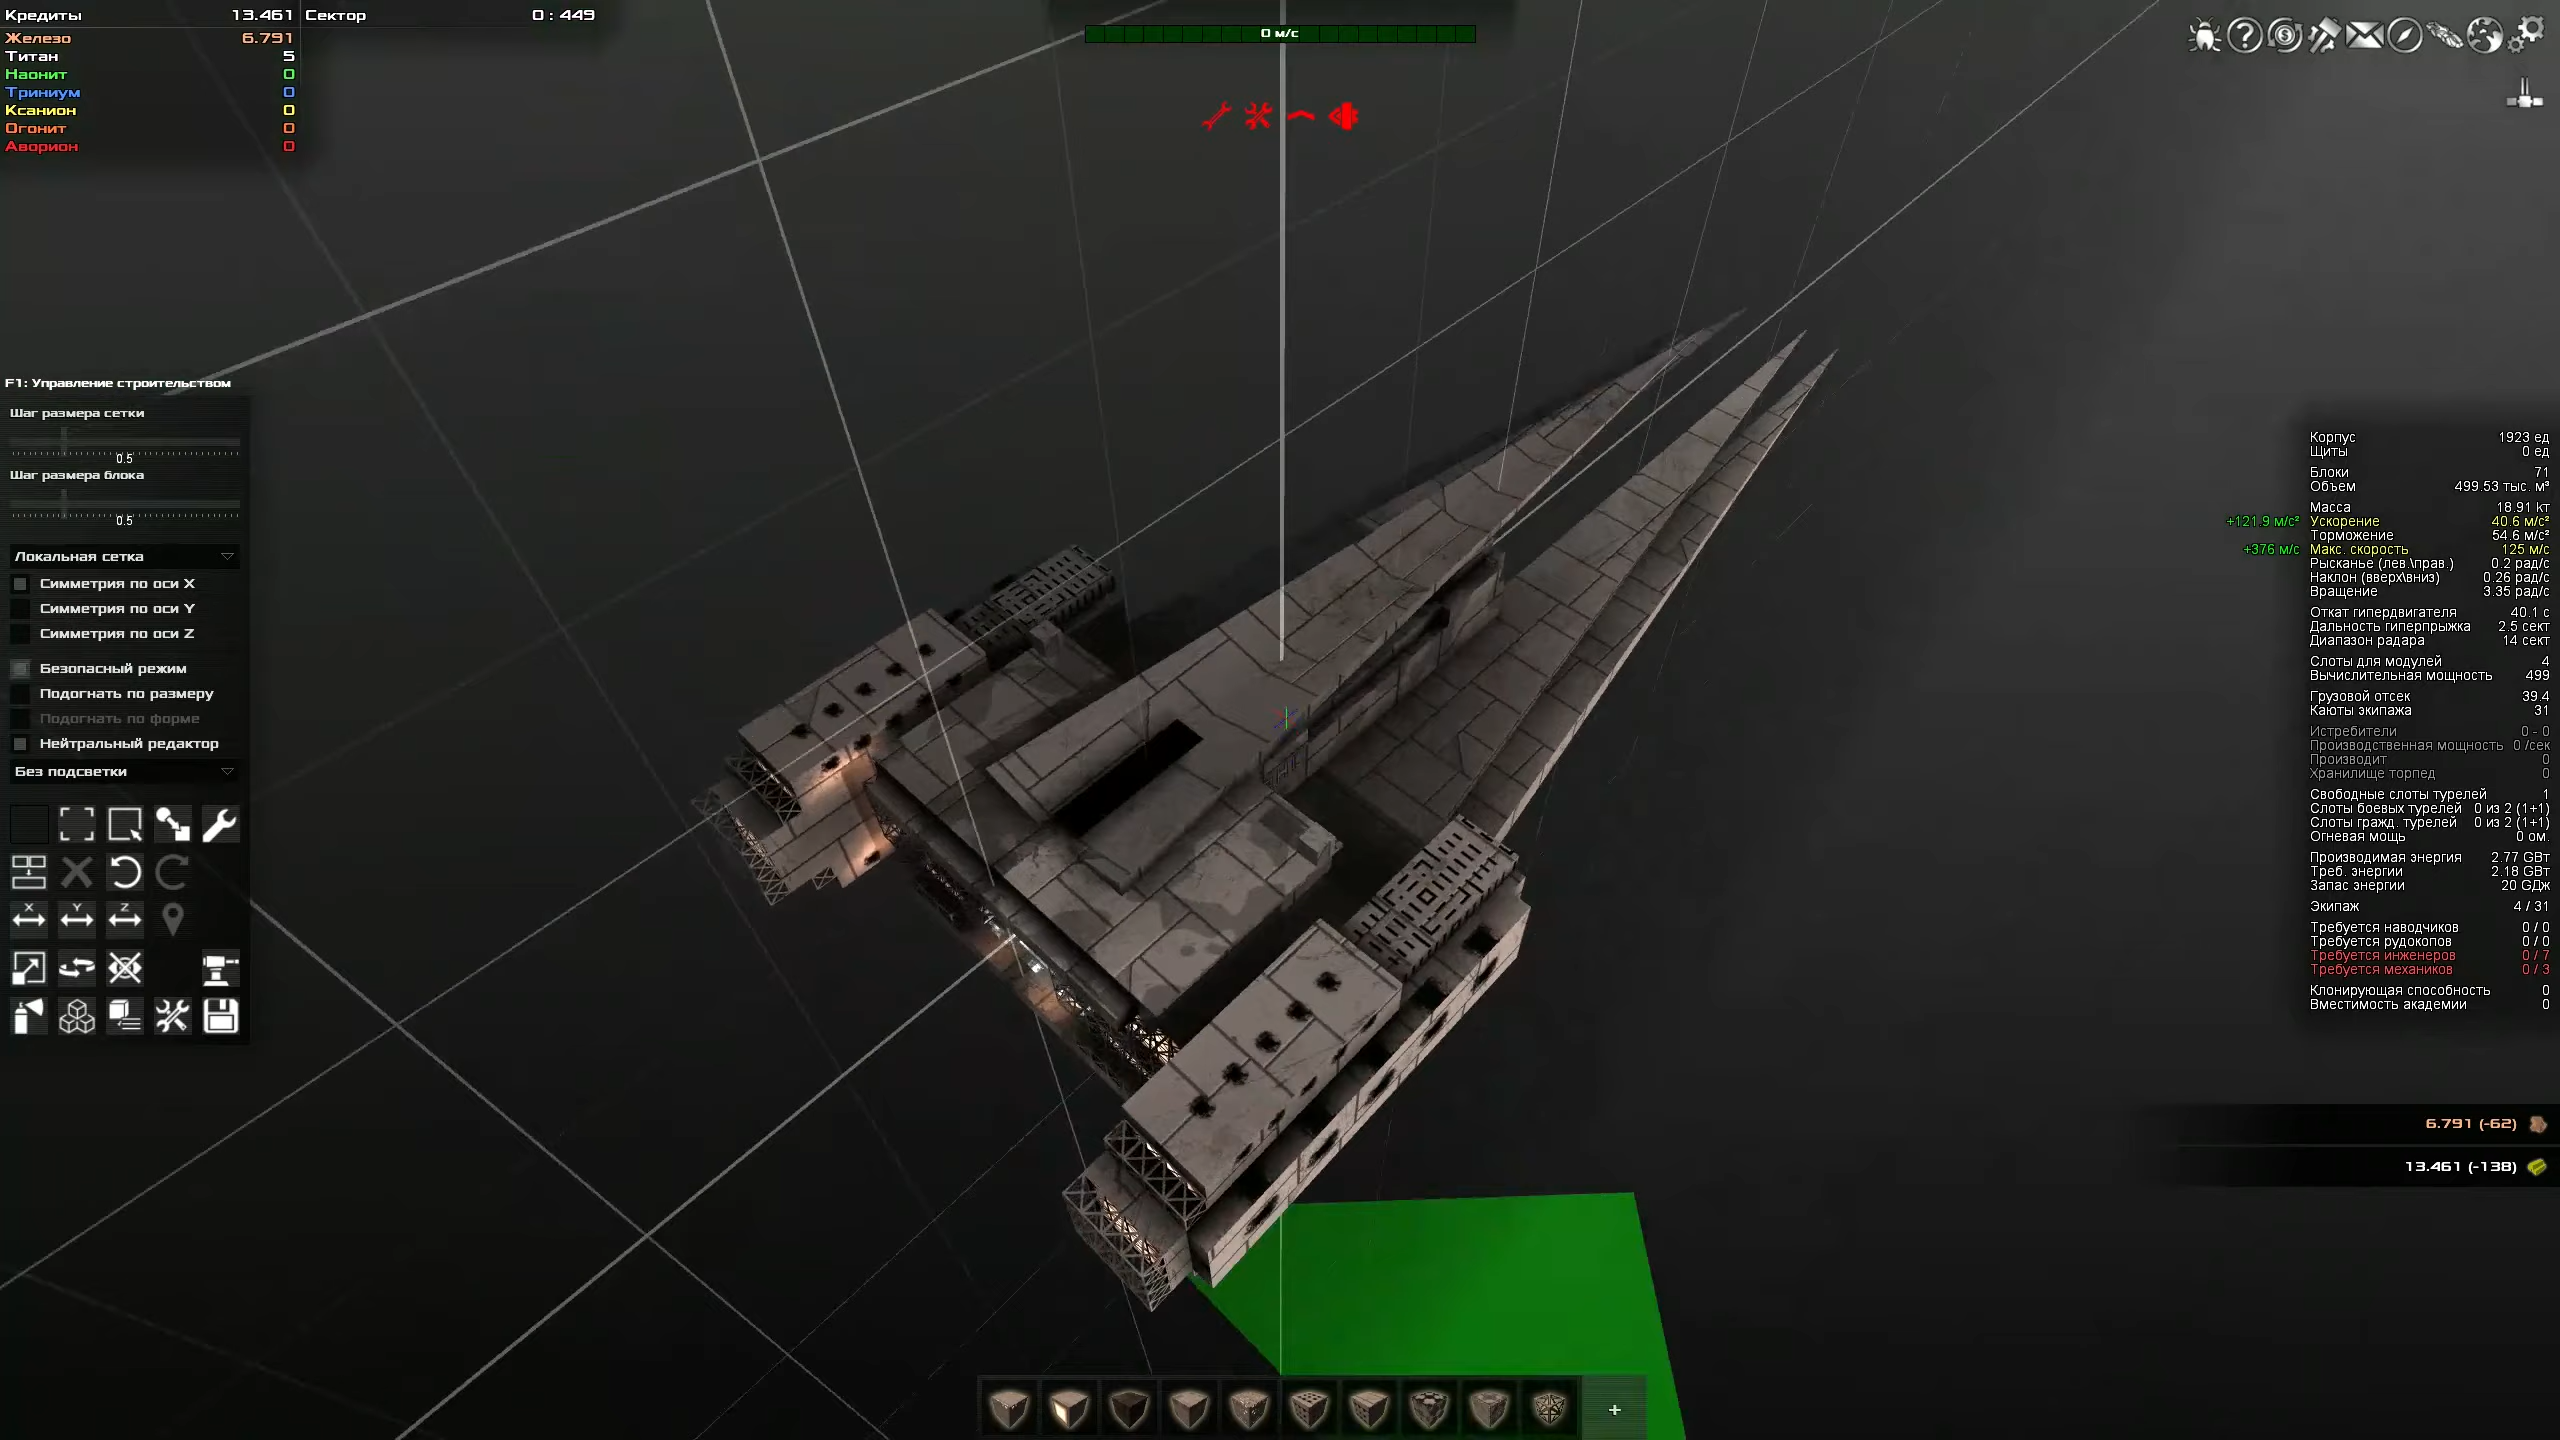 Кредиты 13.461
Сектор 0 : 449
Железо 6.791
Титан 5
Наонит 0
Триниум 0
Ксанион 0
Огонит 0
Аворион 0
0 м/с
F1: Управление строительством
Шаг размера сетки
0.5
Шаг размера блока
0.5
Локальная сетка
Симметрия по оси X
Симметрия по оси Y
Симметрия по оси Z
Безопасный режим
Подогнать по размеру
Подогнать по форме
Нейтральный редактор
Без подсветки
X Y Z
Корпус 1923 ед
Щиты 0 ед
Блоки 71
Объем 499.53 тыс. м³
Масса 18.91 kт
+121.9 м/с² Ускорение 40.6 м/с²
Торможение 54.6 м/с²
+376 м/с Макс. скорость 125 м/с
Рысканье (лев.\прав.) 0.2 рад/с
Наклон (вверх\вниз) 0.26 рад/с
Вращение 3.35 рад/с
Откат гипердвигателя 40.1 с
Дальность гиперпрыжка 2.5 сект
Диапазон радара 14 сект
Слоты для модулей 4
Вычислительная мощность 499
Грузовой отсек 39.4
Каюты экипажа 31
Истребители 0 - 0
Производственная мощность 0 /сек
Производит 0
Хранилище торпед 0
Свободные слоты турелей 1
Слоты боевых турелей 0 из 2 (1+1)
Слоты гражд. турелей 0 из 2 (1+1)
Огневая мощь 0 ом.
Производимая энергия 2.77 GВт
Треб. энергии 2.18 GВт
Запас энергии 20 GДж
Экипаж 4 / 31
Требуется наводчиков 0 / 0
Требуется рудокопов 0 / 0
Требуется инженеров 0 / 7
Требуется механиков 0 / 3
Клонирующая способность 0
Вместимость академии 0
6.791 (-62)
13.461 (-138)
+